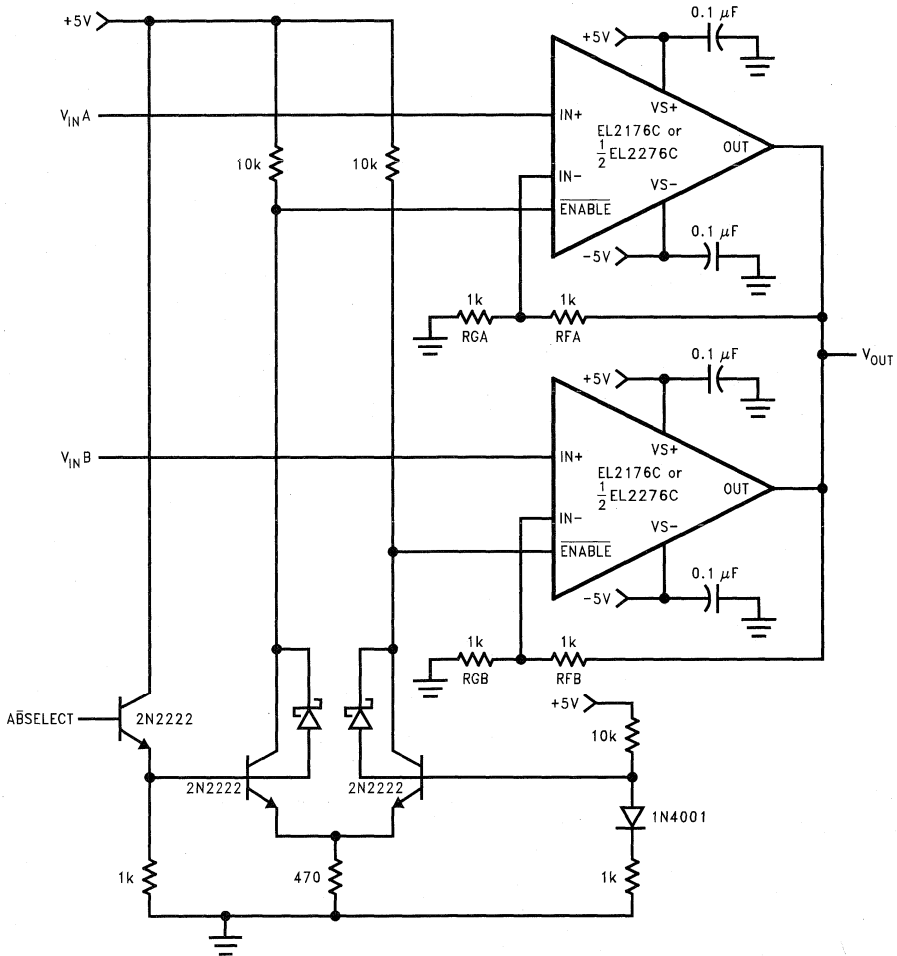 +5V
0.1 µF
+5V
V_IN A
IN+
VS+
EL2176C or
½ EL2276C
OUT
10k
10k
IN−
VS−
E̅N̅A̅B̅L̅E̅
0.1 µF
−5V
1k
1k
RGA
RFA
0.1 µF
V_OUT
+5V
V_IN B
IN+
VS+
EL2176C or
½ EL2276C
OUT
IN−
VS−
E̅N̅A̅B̅L̅E̅
0.1 µF
−5V
1k
1k
RGB
RFB
+5V
AB̅SELECT
2N2222
10k
2N2222
2N2222
1N4001
1k
470
1k